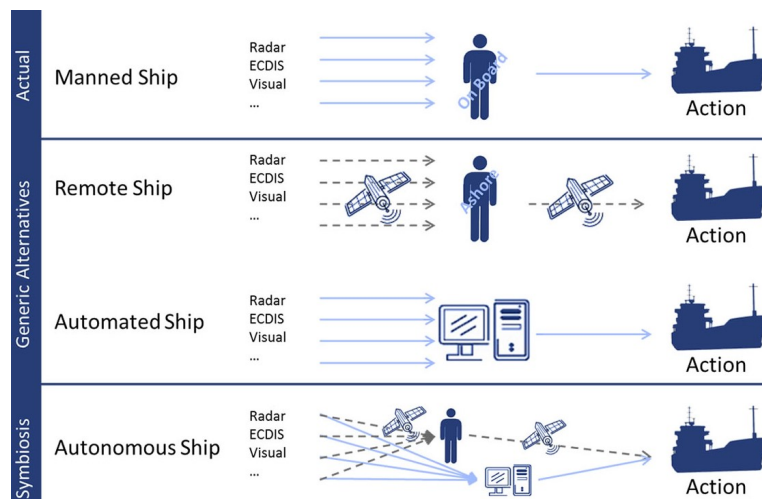 Actual
Manned Ship
Radar
ECDIS
Visual
...
On Board
Action
Generic Alternatives
Remote Ship
Radar
ECDIS
Visual
...
Ashore
Action
Automated Ship
Radar
ECDIS
Visual
...
Action
Symbiosis
Autonomous Ship
Radar
ECDIS
Visual
...
Action